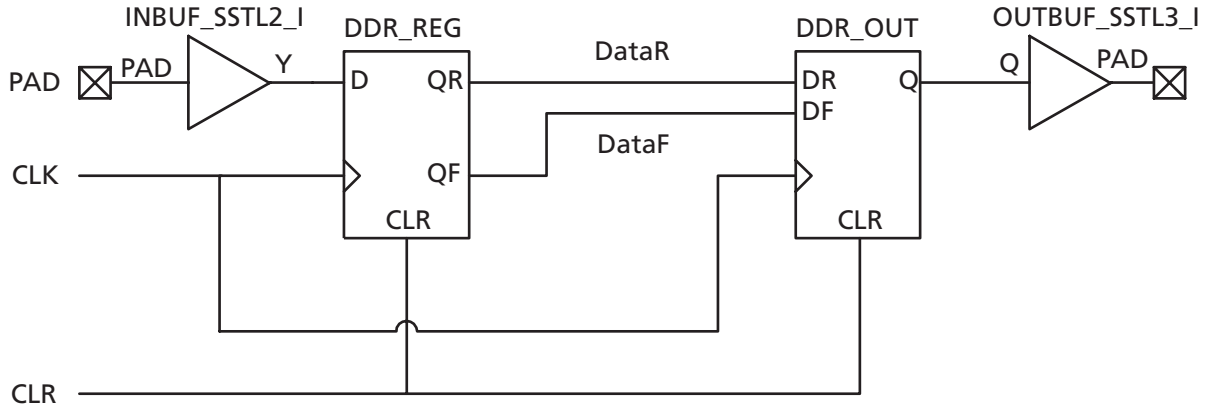 INBUF_SSTL2_I
DDR_REG
DDR_OUT
OUTBUF_SSTL3_I
PAD
PAD
Y
D
QR
DataR
DR
Q
Q
PAD
DF
DataF
CLK
QF
CLR
CLR
CLR